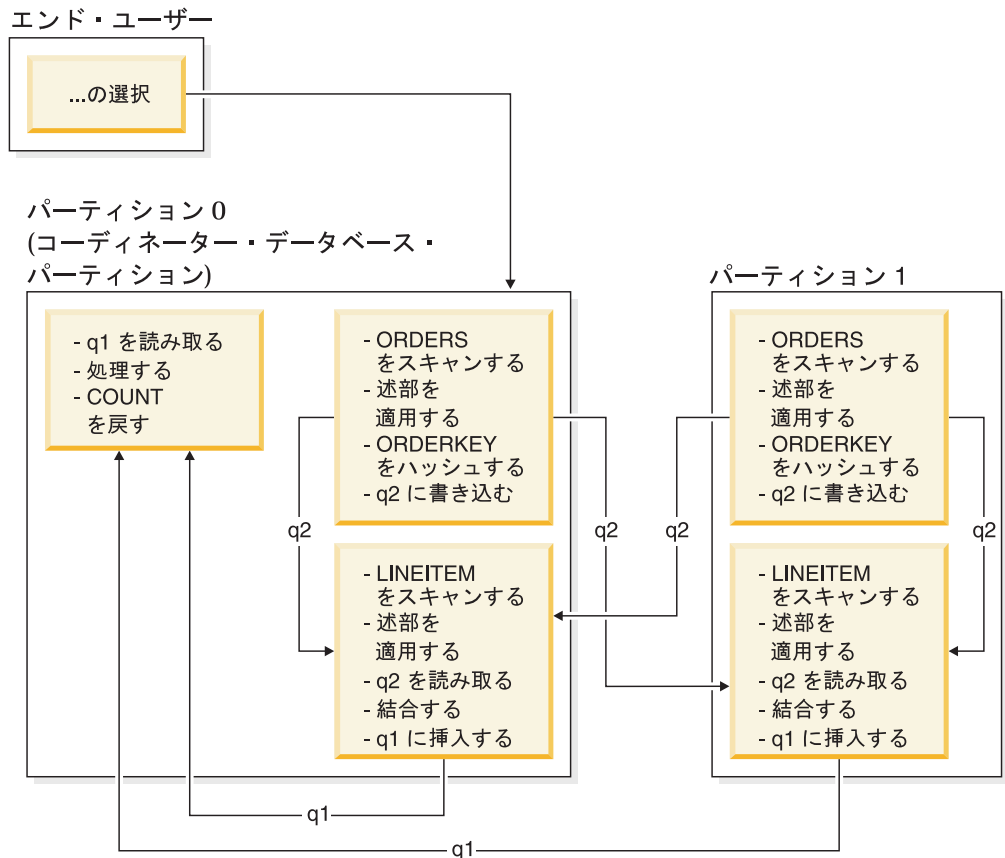 エンド・ユーザー
...の選択
パーティション 0
(コーディネーター・データベース・
パーティション)
- q1 を読み取る
- 処理する
- COUNT
を戻す
- ORDERS
をスキャンする
- 述部を
適用する
- ORDERKEY
をハッシュする
- q2 に書き込む
q2
q2
- LINEITEM
をスキャンする
- 述部を
適用する
- q2 を読み取る
- 結合する
- q1 に挿入する
パーティション 1
- ORDERS
をスキャンする
- 述部を
適用する
- ORDERKEY
をハッシュする
- q2 に書き込む
q2
q2
- LINEITEM
をスキャンする
- 述部を
適用する
- q2 を読み取る
- 結合する
- q1 に挿入する
q1
q1